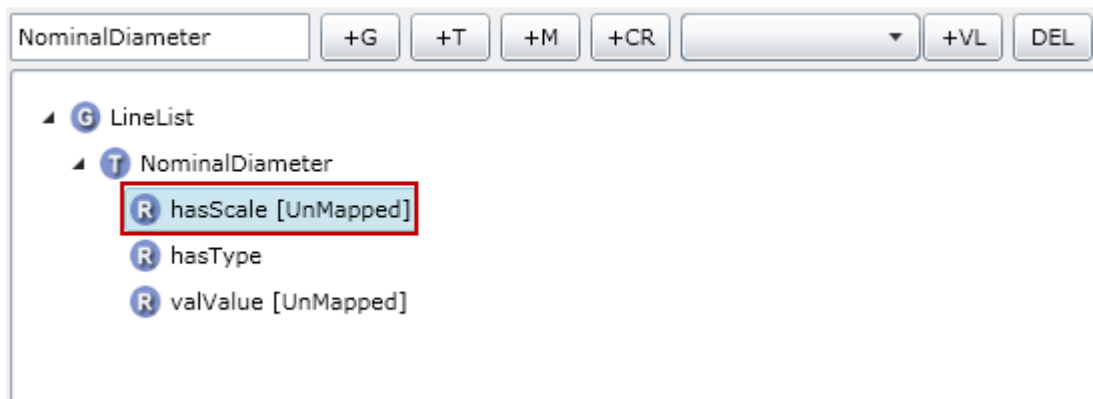 NominalDiameter +G +T +M +CR +VL DEL
G LineList
T NominalDiameter
R hasScale [UnMapped]
R hasType
R valValue [UnMapped]